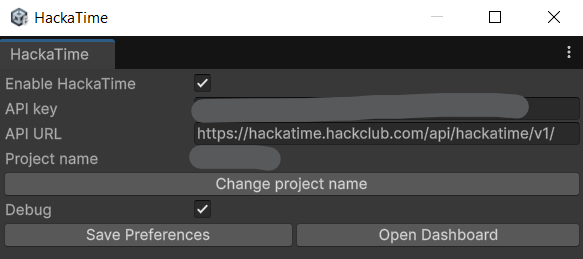 HackaTime
HackaTime
Enable HackaTime
API key
API URL https://hackatime.hackclub.com/api/hackatime/v1/
Project name
Change project name
Debug
Save Preferences Open Dashboard